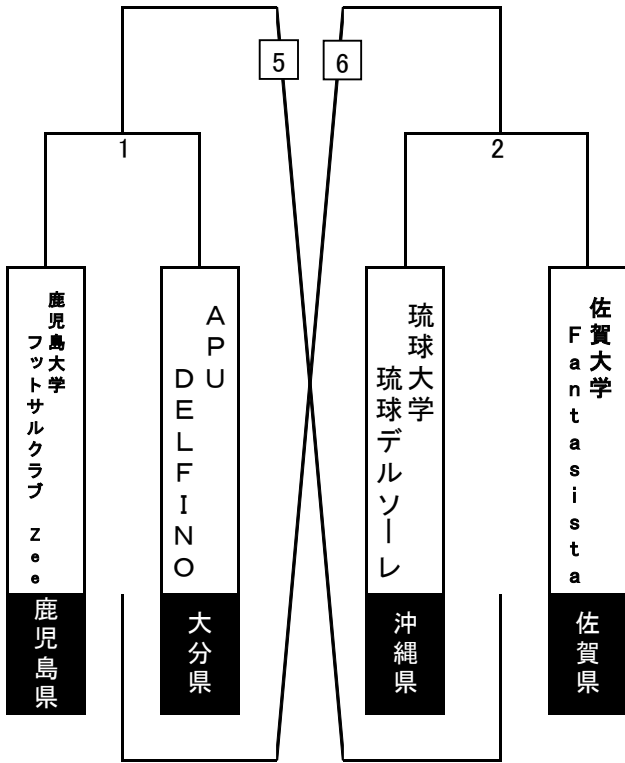 5
6
1
2
鹿児島大学
フットサルクラブ Zee
鹿児島県
APU
DELFINO
大分県
琉球大学
琉球デルソーレ
沖縄県
佐賀大学
Fantasista
佐賀県